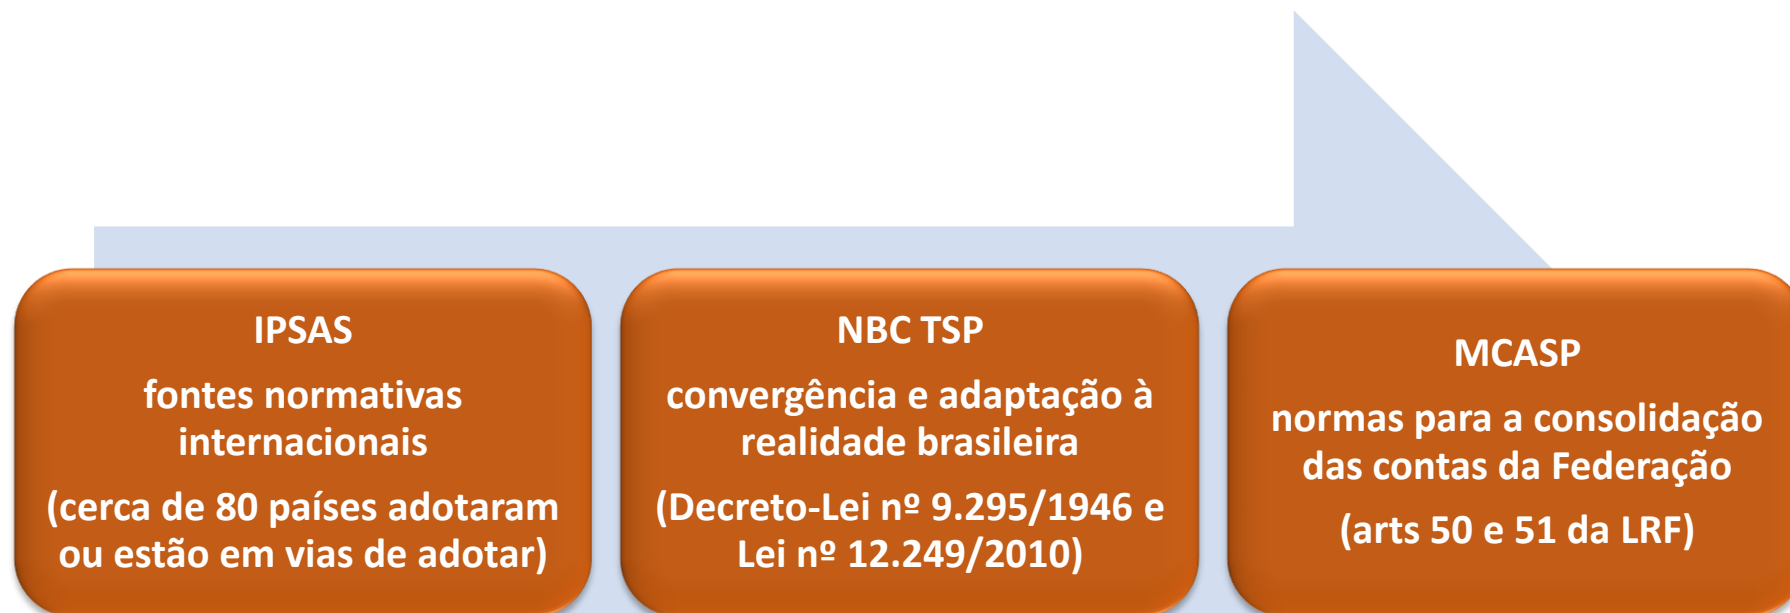 IPSAS
fontes normativas
internacionais
(cerca de 80 países adotaram
ou estão em vias de adotar)
NBC TSP
convergência e adaptação à
realidade brasileira
(Decreto-Lei nº 9.295/1946 e
Lei nº 12.249/2010)
MCASP
normas para a consolidação
das contas da Federação
(arts 50 e 51 da LRF)